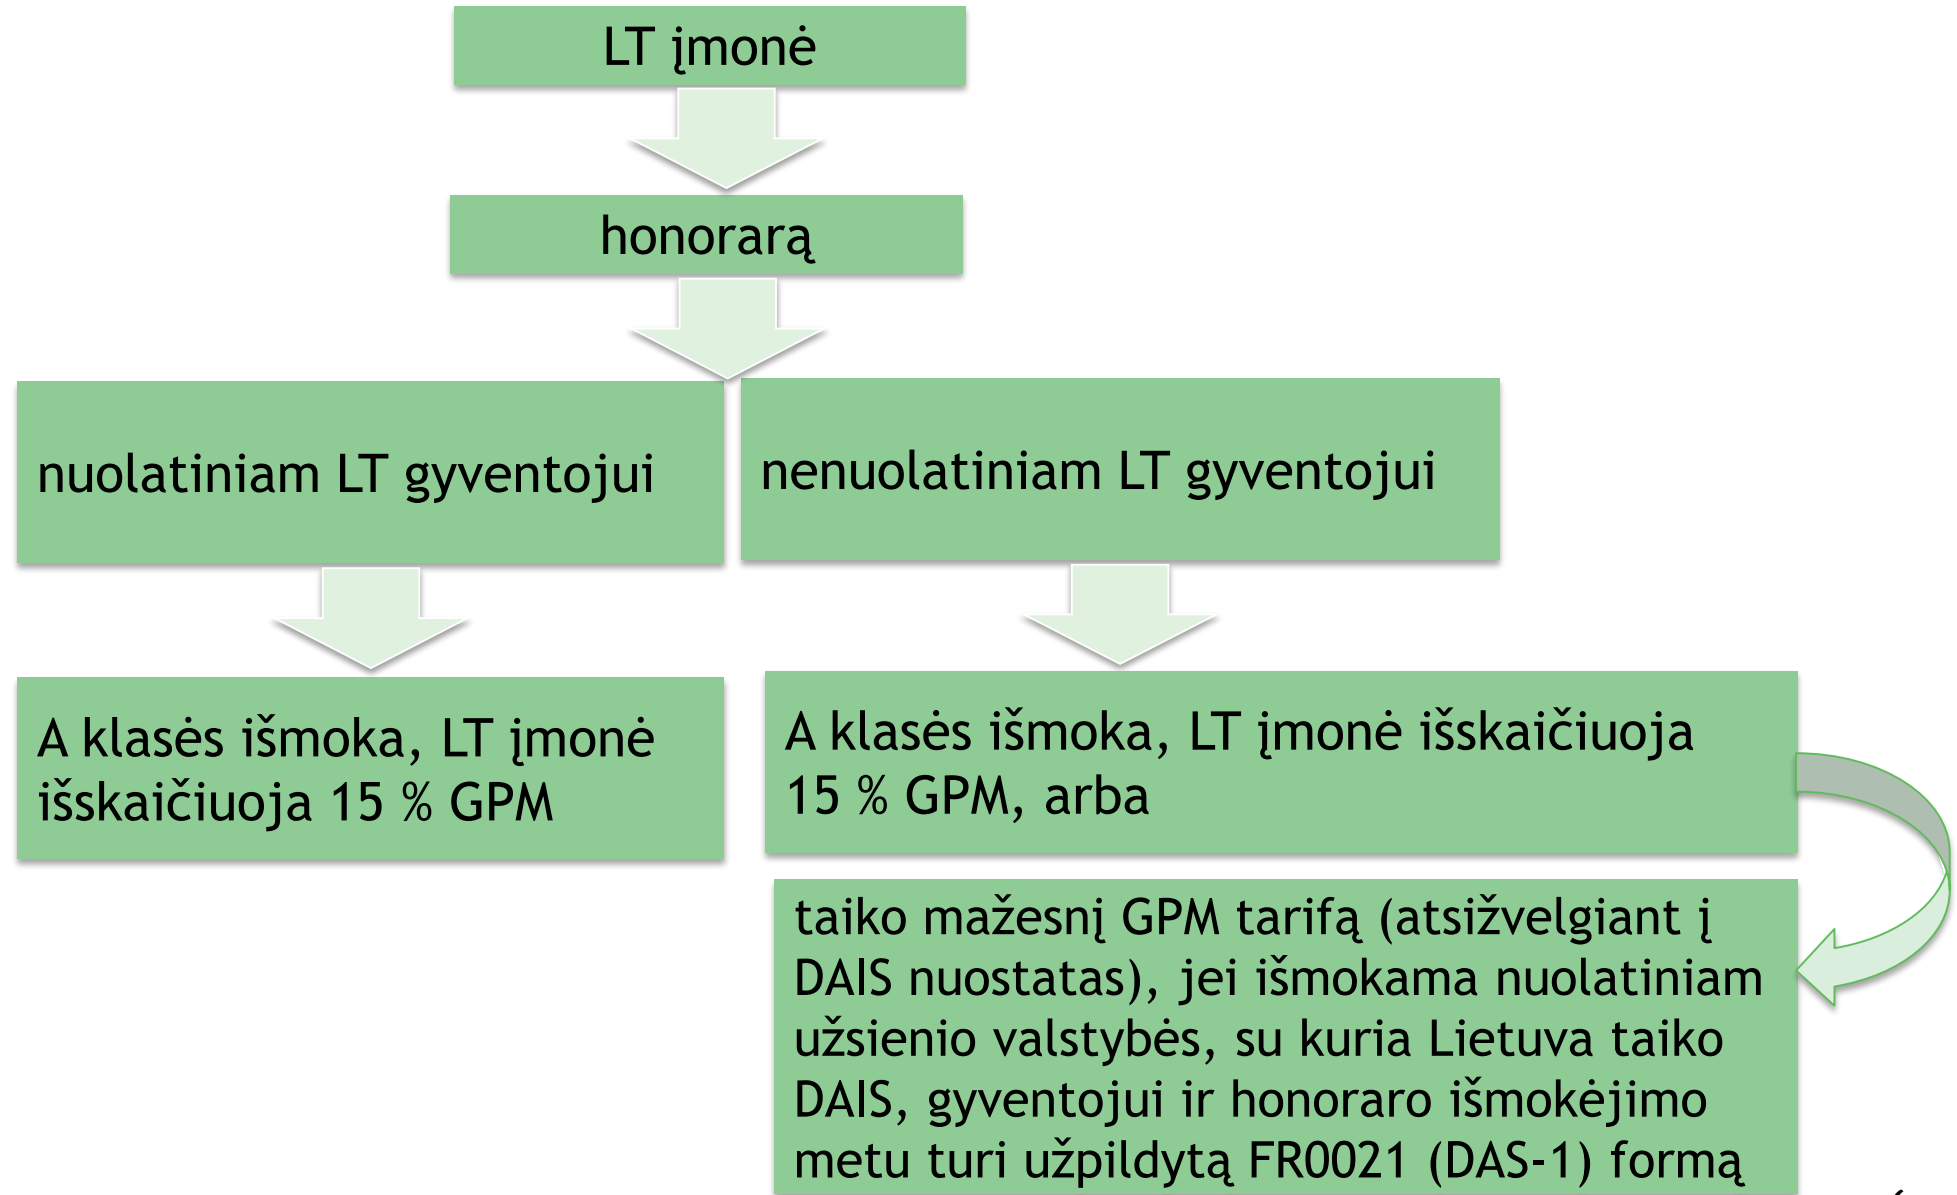 LT įmonė
honorarą
nuolatiniam LT gyventojui
nenuolatiniam LT gyventojui
A klasės išmoka, LT įmonė
išskaičiuoja 15 % GPM
A klasės išmoka, LT įmonė išskaičiuoja
15 % GPM, arba
taiko mažesnį GPM tarifą (atsižvelgiant į
DAIS nuostatas), jei išmokama nuolatiniam
užsienio valstybės, su kuria Lietuva taiko
DAIS, gyventojui ir honoraro išmokėjimo
metu turi užpildytą FR0021 (DAS-1) formą